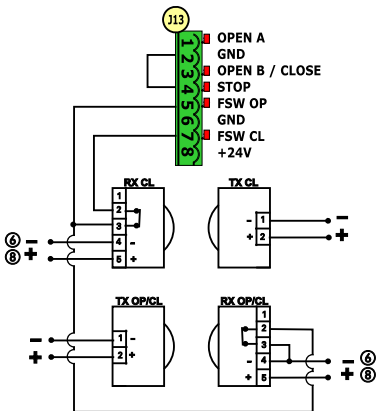 J13
1 OPEN A
2 GND
3 OPEN B / CLOSE
4 STOP
5 FSW OP
6 GND
7 FSW CL
8 +24V
RX CL
1
2
3
4 -
5 +
6 -
8 +
TX CL
- 1 -
+ 2 +
TX OP/CL
- 1 -
+ 2 +
RX OP/CL
1
2
3
- 4 - 6
+ 5 + 8